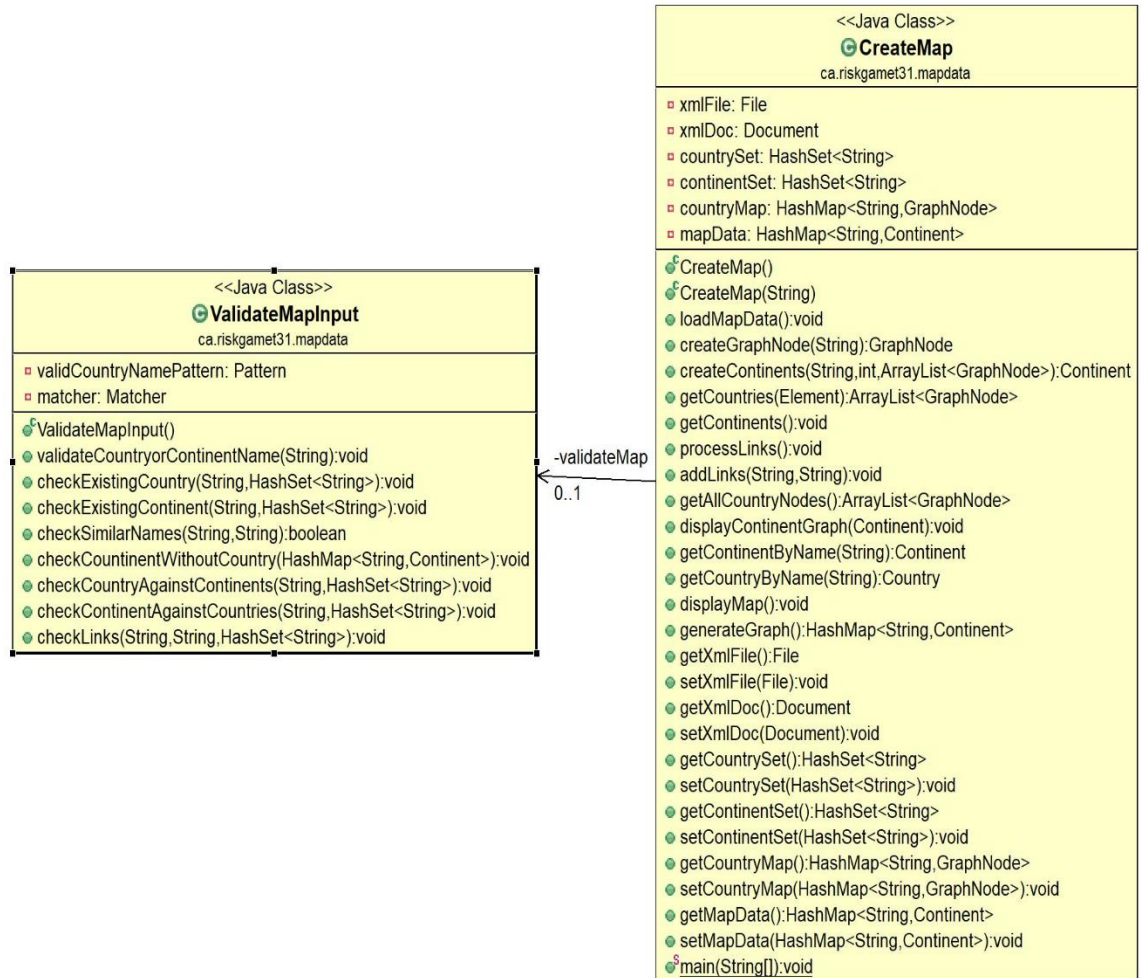 <<Java Class>>
CreateMap
ca.riskgamet31.mapdata
xmlFile: File
xmlDoc: Document
countrySet: HashSet<String>
continentSet: HashSet<String>
countryMap: HashMap<String,GraphNode>
mapData: HashMap<String,Continent>
CreateMap()
CreateMap(String)
loadMapData():void
createGraphNode(String):GraphNode
createContinents(String,int,ArrayList<GraphNode>):Continent
getCountries(Element):ArrayList<GraphNode>
getContinents():void
processLinks():void
addLinks(String,String):void
getAllCountryNodes():ArrayList<GraphNode>
displayContinentGraph(Continent):void
getContinentByName(String):Continent
getCountryByName(String):Country
displayMap():void
generateGraph():HashMap<String,Continent>
getXmlFile():File
setXmlFile(File):void
getXmlDoc():Document
setXmlDoc(Document):void
getCountrySet():HashSet<String>
setCountrySet(HashSet<String>):void
getContinentSet():HashSet<String>
setContinentSet(HashSet<String>):void
getCountryMap():HashMap<String,GraphNode>
setCountryMap(HashMap<String,GraphNode>):void
getMapData():HashMap<String,Continent>
setMapData(HashMap<String,Continent>):void
main(String[]):void
<<Java Class>>
ValidateMapInput
ca.riskgamet31.mapdata
validCountryNamePattern: Pattern
matcher: Matcher
ValidateMapInput()
validateCountryorContinentName(String):void
checkExistingCountry(String,HashSet<String>):void
checkExistingContinent(String,HashSet<String>):void
checkSimilarNames(String,String):boolean
checkCountinentWithoutCountry(HashMap<String,Continent>):void
checkCountryAgainstContinents(String,HashSet<String>):void
checkContinentAgainstCountries(String,HashSet<String>):void
checkLinks(String,String,HashSet<String>):void
-validateMap
0..1